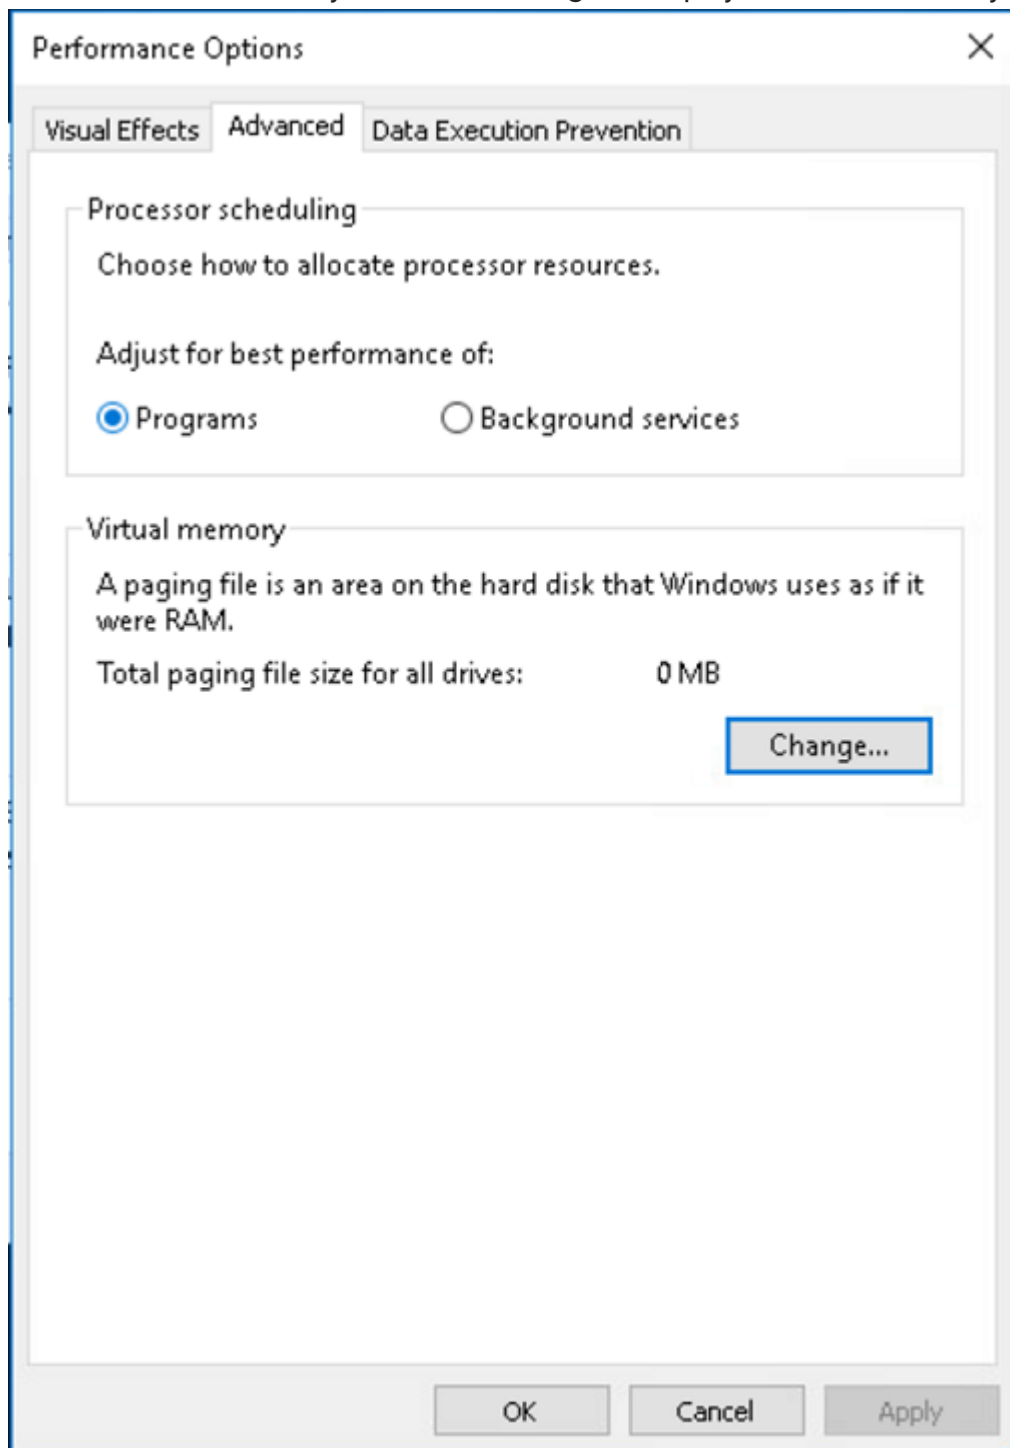 Performance Options
Visual Effects Advanced Data Execution Prevention
Processor scheduling
Choose how to allocate processor resources.
Adjust for best performance of:
Programs Background services
Virtual memory
A paging file is an area on the hard disk that Windows uses as if it
were RAM.
Total paging file size for all drives: 0 MB
Change...
OK Cancel Apply